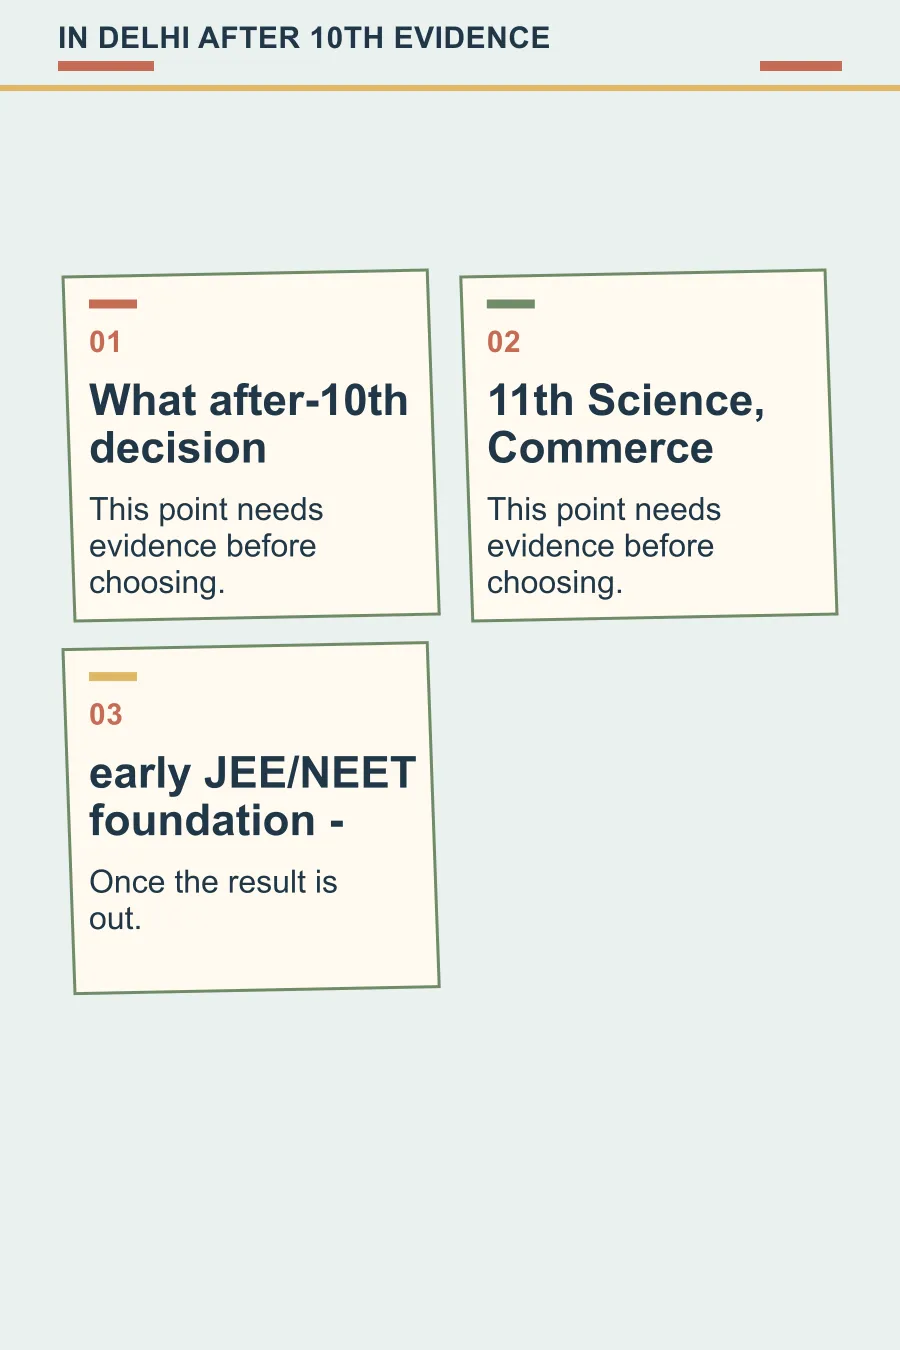 IN DELHI AFTER 10TH EVIDENCE
01
What after-10th
decision
This point needs
evidence before
choosing.
02
11th Science,
Commerce
This point needs
evidence before
choosing.
03
early JEE/NEET
foundation -
Once the result is
out.